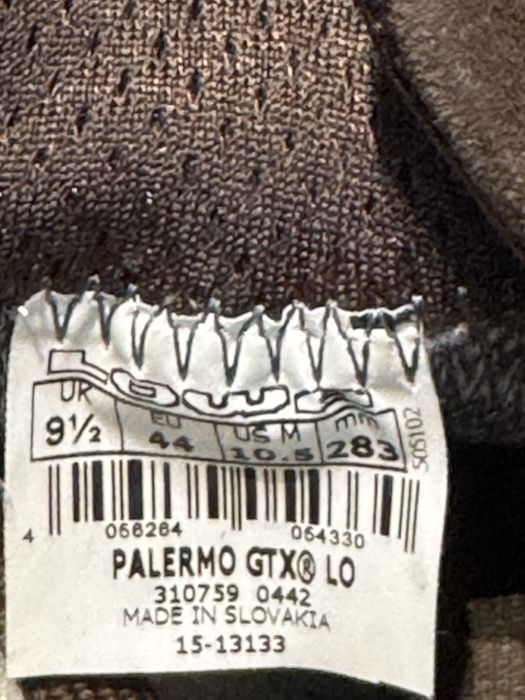 LOWA
UK EU US M mm
9½ 44 10.5 283
505102
4 056284 064330
PALERMO GTX® LO
310759 0442
MADE IN SLOVAKIA
15-13133